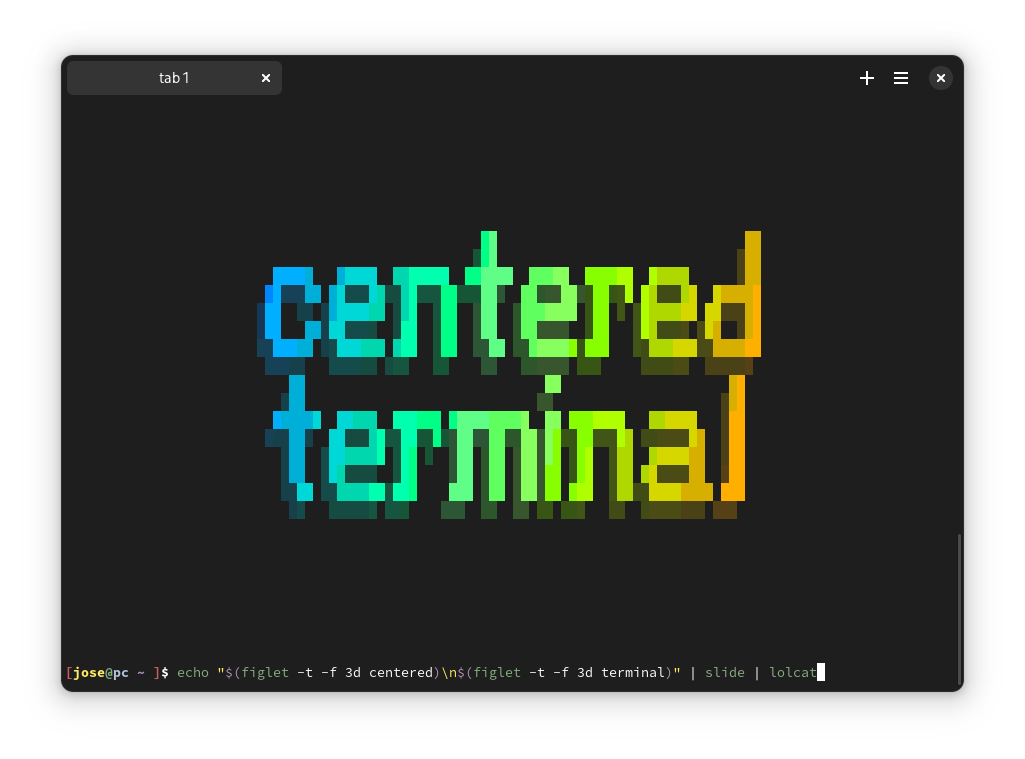 tab 1
centered
terminal
[jose@pc ~ ]$ echo "$(figlet -t -f 3d centered)\n$(figlet -t -f 3d terminal)" | slide | lolcat